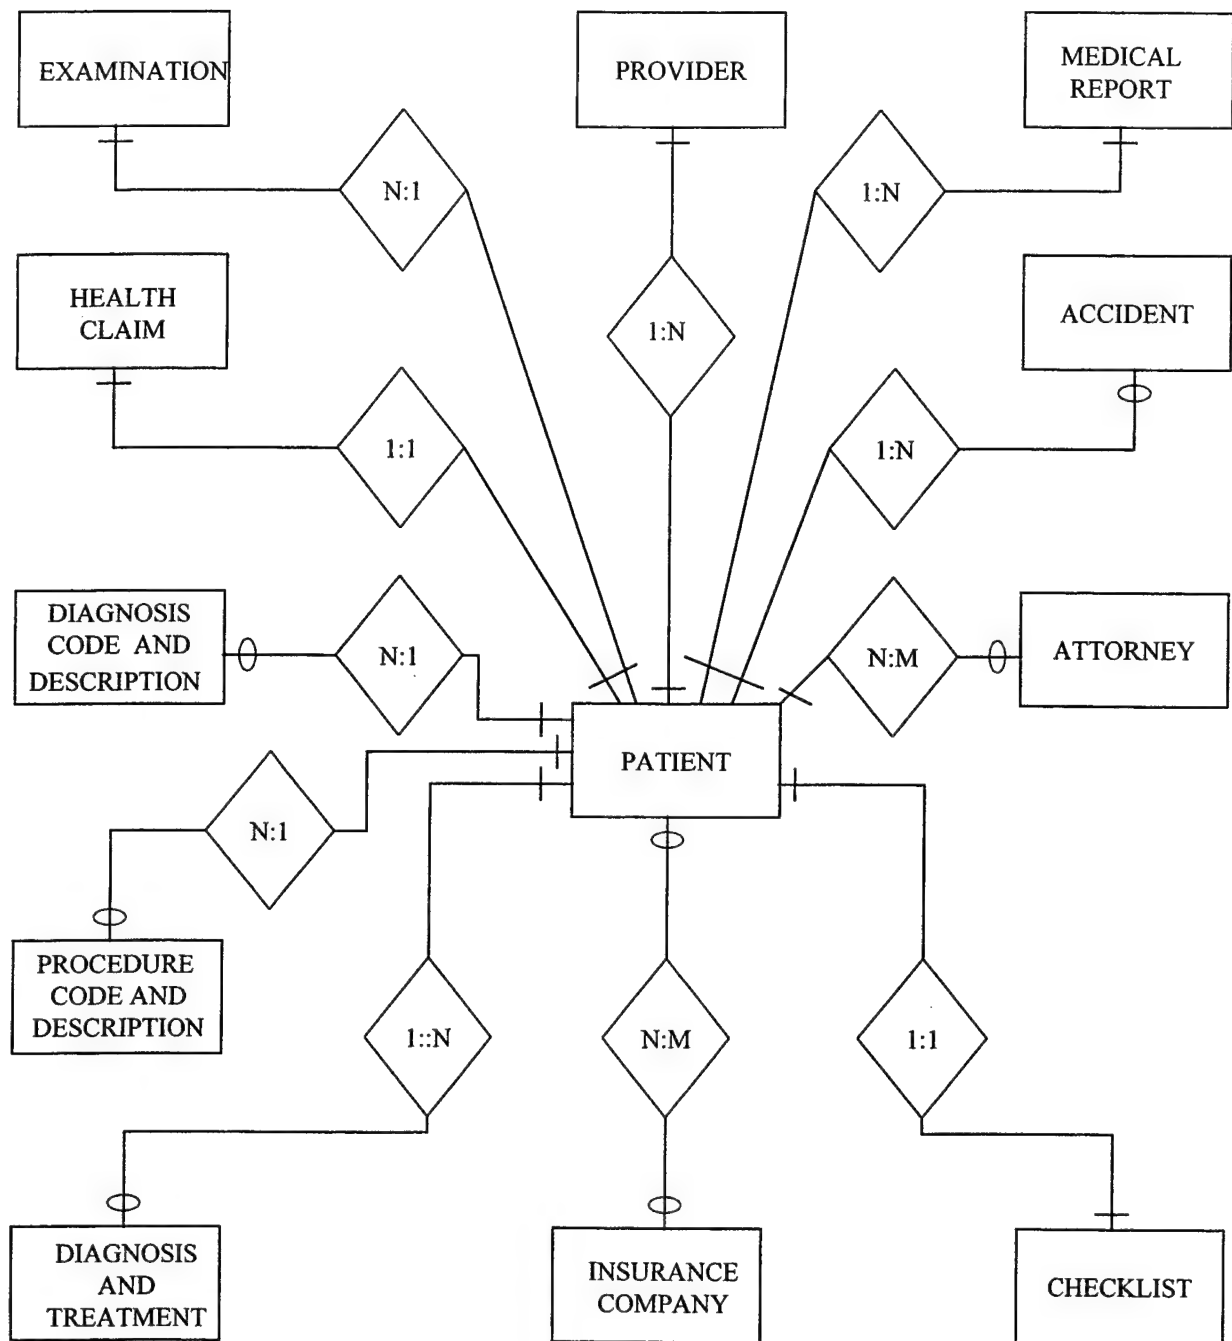 EXAMINATION
PROVIDER
MEDICAL
REPORT
N:1
1:N
HEALTH
CLAIM
1:N
ACCIDENT
1:1
1:N
DIAGNOSIS
CODE AND
DESCRIPTION
N:1
N:M
ATTORNEY
PATIENT
N:1
PROCEDURE
CODE AND
DESCRIPTION
1::N
N:M
1:1
DIAGNOSIS
AND
TREATMENT
INSURANCE
COMPANY
CHECKLIST